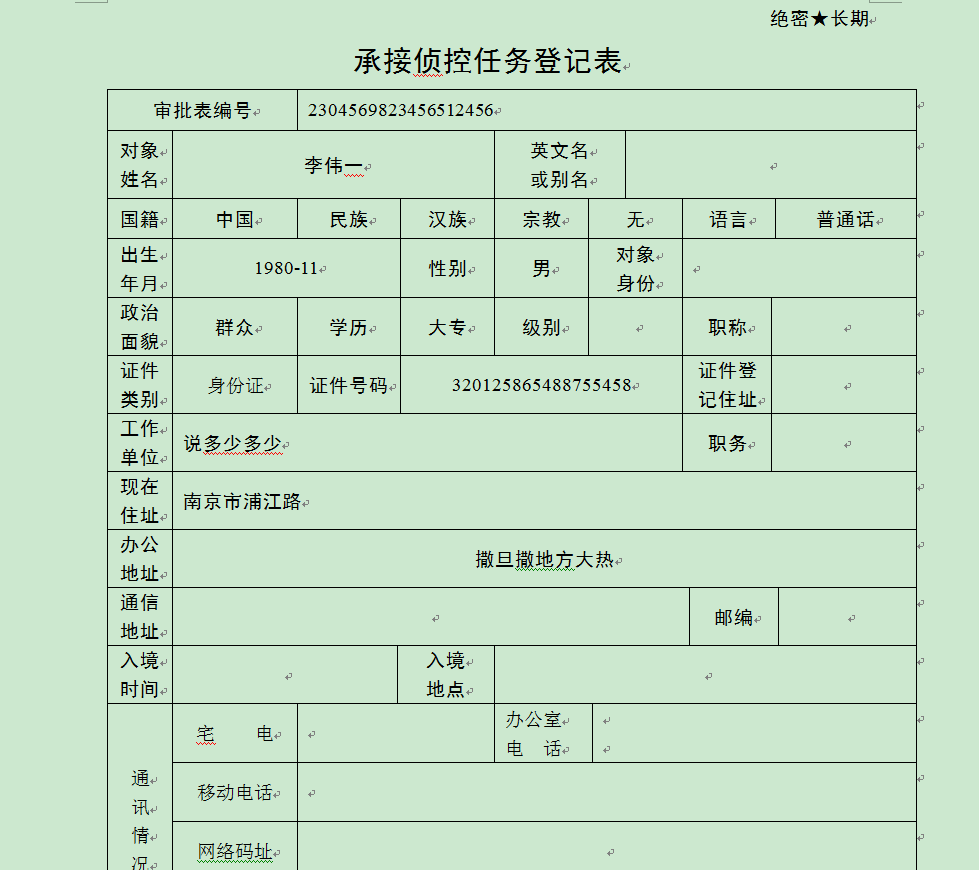 绝密★长期
承接侦控任务登记表
审批表编号 2304569823456512456
对象姓名 李伟一 英文名或别名
国籍 中国 民族 汉族 宗教 无 语言 普通话
出生年月 1980-11 性别 男 对象身份
政治面貌 群众 学历 大专 级别 职称
证件类别 身份证 证件号码 320125865488755458 证件登记住址
工作单位 说多少多少 职务
现在住址 南京市浦江路
办公地址 撒旦撒地方大热
通信地址 邮编
入境时间 入境地点
通讯情况 宅 电 办公室电 话
移动电话
网络码址